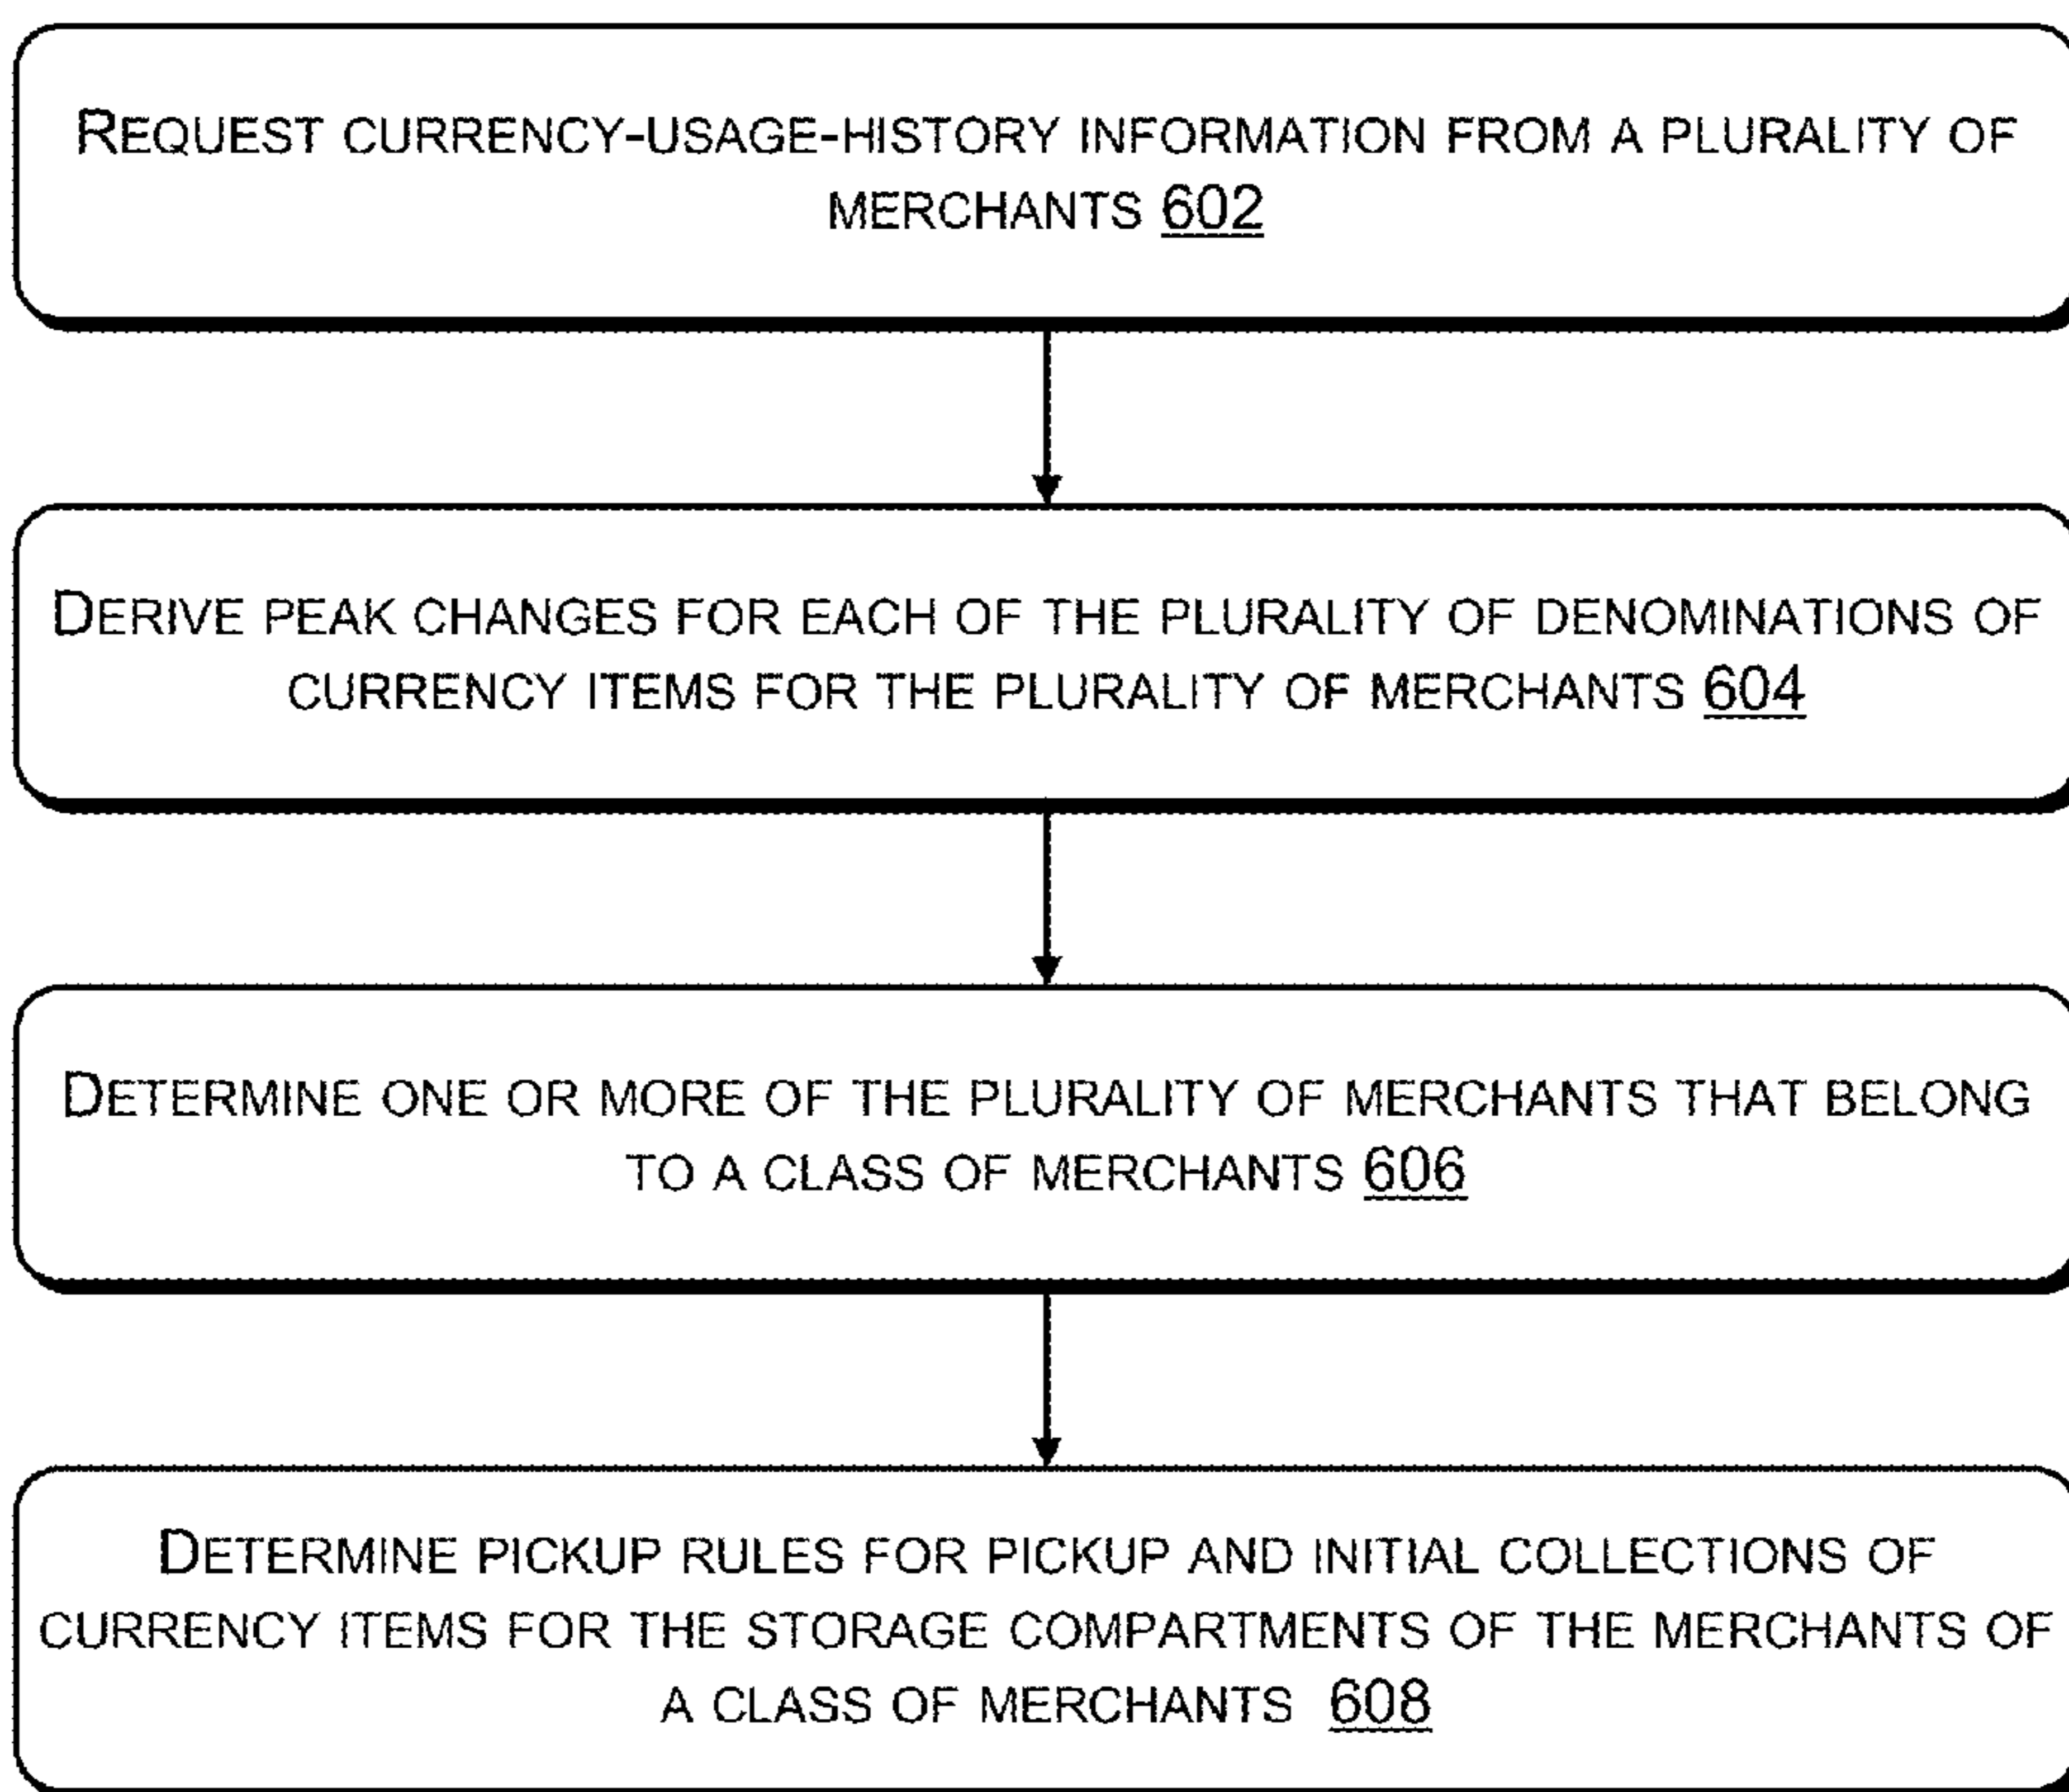 REQUEST CURRENCY-USAGE-HISTORY INFORMATION FROM A PLURALITY OF
MERCHANTS 602
DERIVE PEAK CHANGES FOR EACH OF THE PLURALITY OF DENOMINATIONS OF
CURRENCY ITEMS FOR THE PLURALITY OF MERCHANTS 604
DETERMINE ONE OR MORE OF THE PLURALITY OF MERCHANTS THAT BELONG
TO A CLASS OF MERCHANTS 606
DETERMINE PICKUP RULES FOR PICKUP AND INITIAL COLLECTIONS OF
CURRENCY ITEMS FOR THE STORAGE COMPARTMENTS OF THE MERCHANTS OF
A CLASS OF MERCHANTS 608